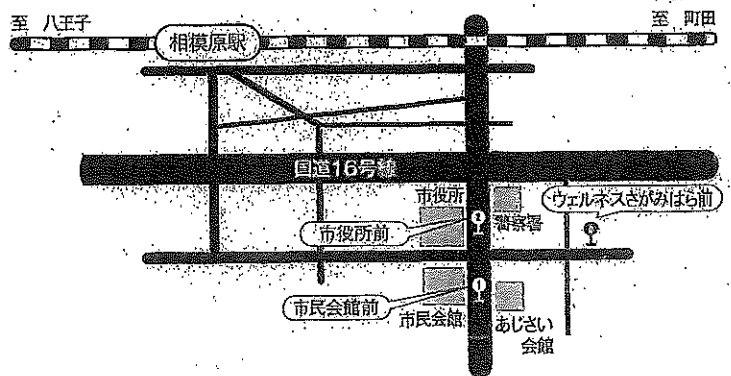 至 八王子
至 町田
相模原駅
国道16号線
市役所
ウェルネスさがみはら前
警察署
市役所前
2
1
市民会館前
市民会館
あじさい
会館